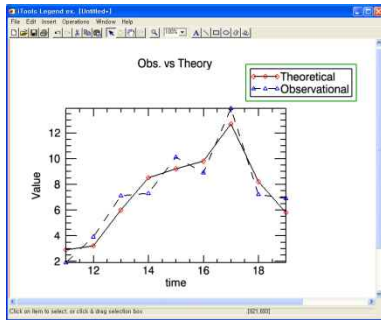 iTools Legend ex. [Untitled*]
File Edit Insert Operations Window Help
100%
Obs. vs Theory
Theoretical
Observational
Value
12
10
8
6
4
2
12 14 16 18
time
Click on item to select, or click & drag selection box
[621,600]